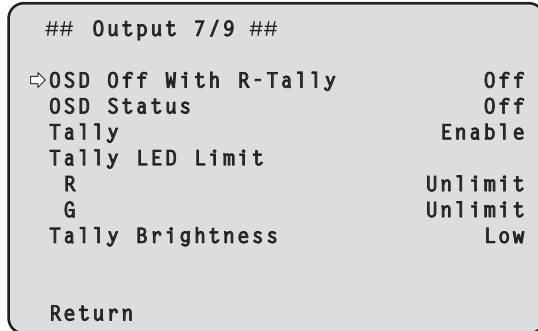 ## Output 7/9 ##
⇨OSD Off With R-Tally Off
OSD Status Off
Tally Enable
Tally LED Limit
R Unlimit
G Unlimit
Tally Brightness Low
Return